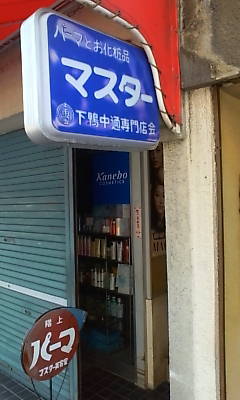 パーマとお化粧品
マスター
下鴨中通専門店会
Kanebo
COSMETICS
階上
パーマ
マスター美容室